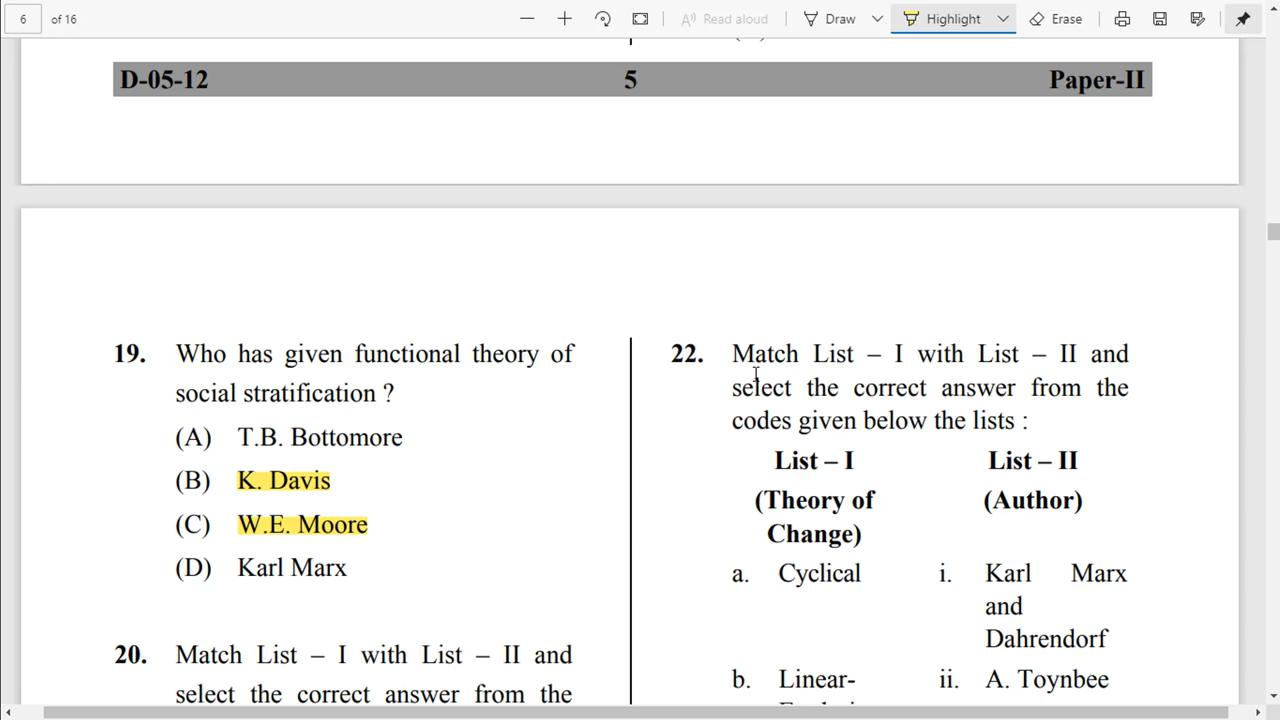 6 of 16
Read aloud
Draw
Highlight
Erase
D-05-12 5 Paper-II
19. Who has given functional theory of
social stratification ?
(A) T.B. Bottomore
(B) K. Davis
(C) W.E. Moore
(D) Karl Marx
20. Match List – I with List – II and
select the correct answer from the
22. Match List – I with List – II and
select the correct answer from the
codes given below the lists :
List – I List – II
(Theory of (Author)
Change)
a. Cyclical i. Karl Marx
and
Dahrendorf
b. Linear- ii. A. Toynbee